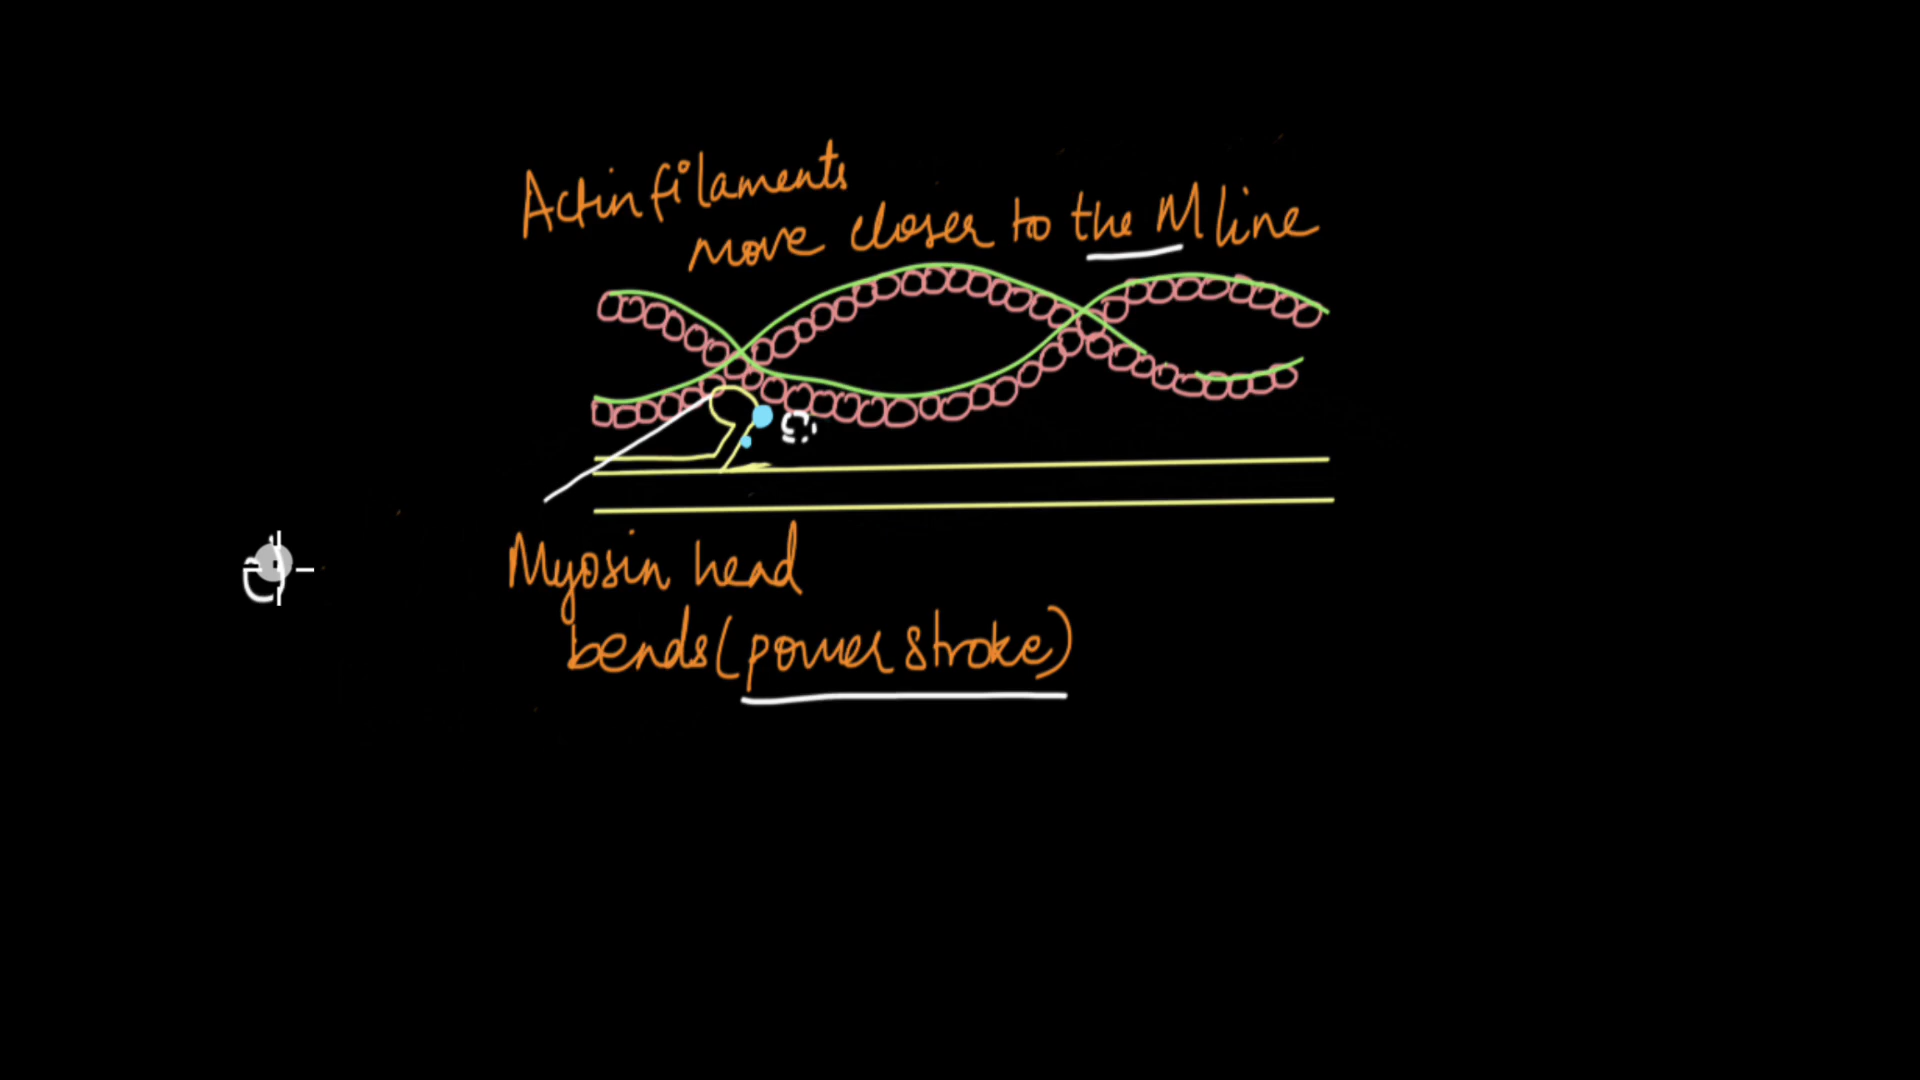 Actin filaments
move closer to the M line
Myosin head
bends (power stroke)